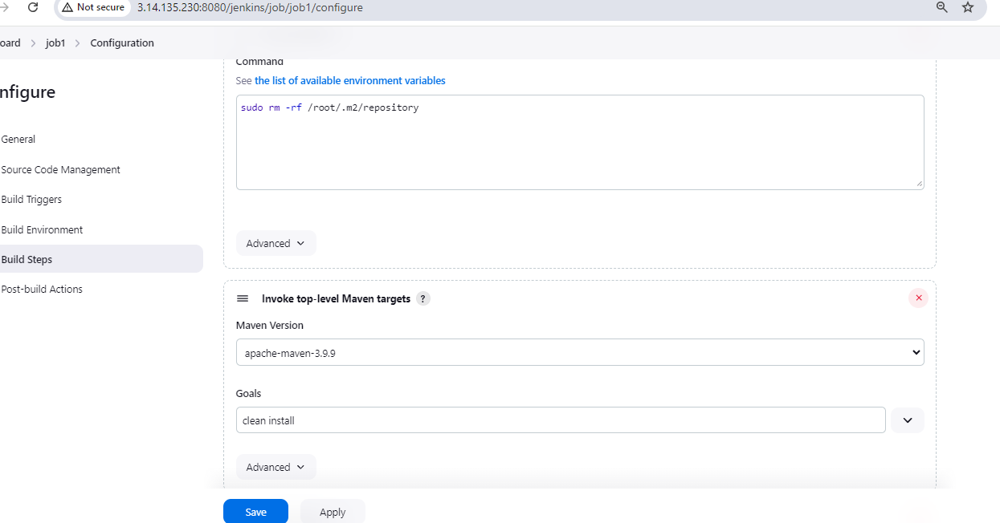 Not secure 3.14.135.230:8080/jenkins/job/job1/configure
oard > job1 > Configuration
nfigure
General
Source Code Management
Build Triggers
Build Environment
Build Steps
Post-build Actions
Command
See the list of available environment variables
sudo rm -rf /root/.m2/repository
Advanced
Invoke top-level Maven targets ?
Maven Version
apache-maven-3.9.9
Goals
clean install
Advanced
Save Apply